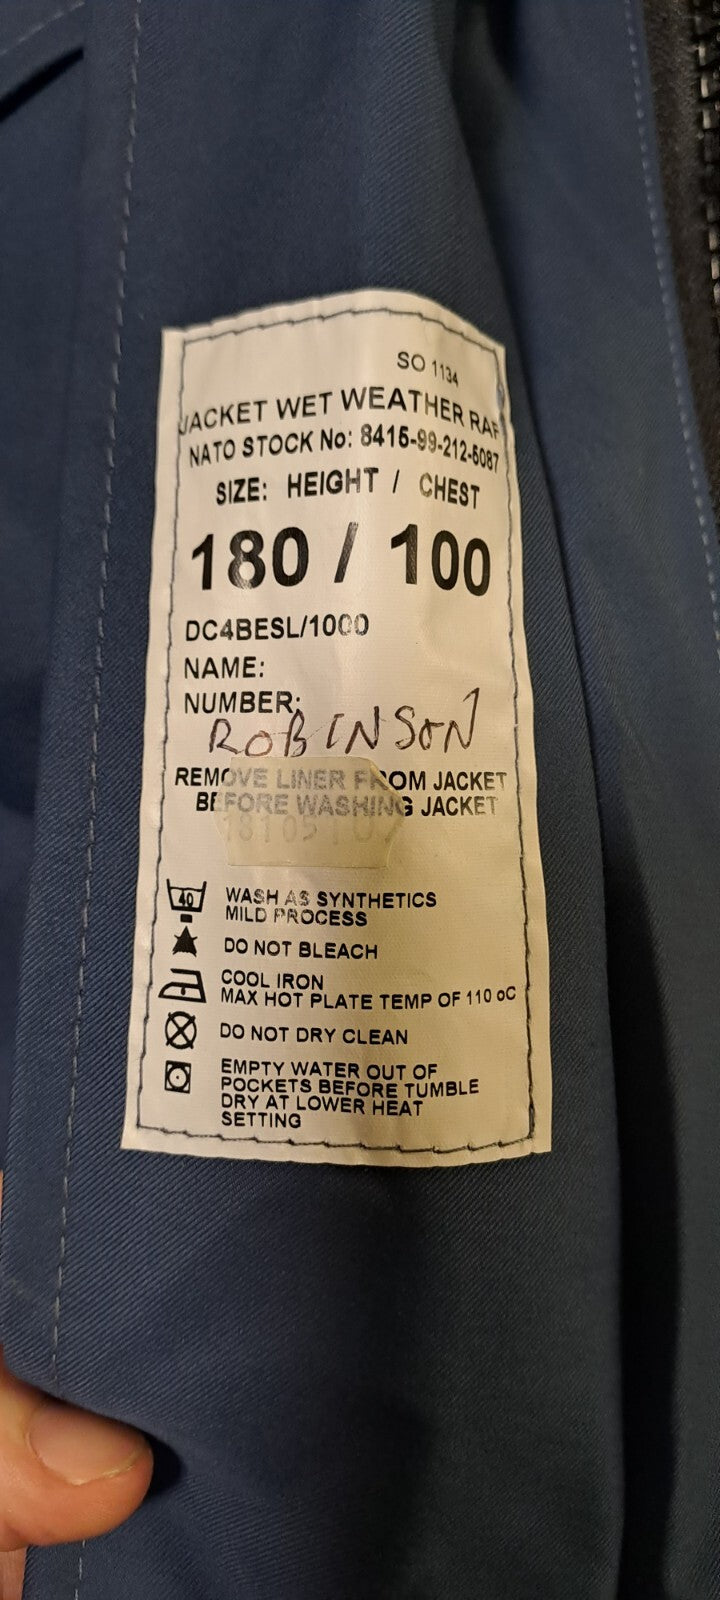 SO 1134
JACKET WET WEATHER RAF
NATO STOCK No: 8415-99-212-5087
SIZE: HEIGHT / CHEST
180 / 100
DC4BESL/1000
NAME:
NUMBER:
ROBINSON
REMOVE LINER FROM JACKET
BEFORE WASHING JACKET
40
WASH AS SYNTHETICS
MILD PROCESS
DO NOT BLEACH
COOL IRON
MAX HOT PLATE TEMP OF 110 oC
DO NOT DRY CLEAN
EMPTY WATER OUT OF
POCKETS BEFORE TUMBLE
DRY AT LOWER HEAT
SETTING